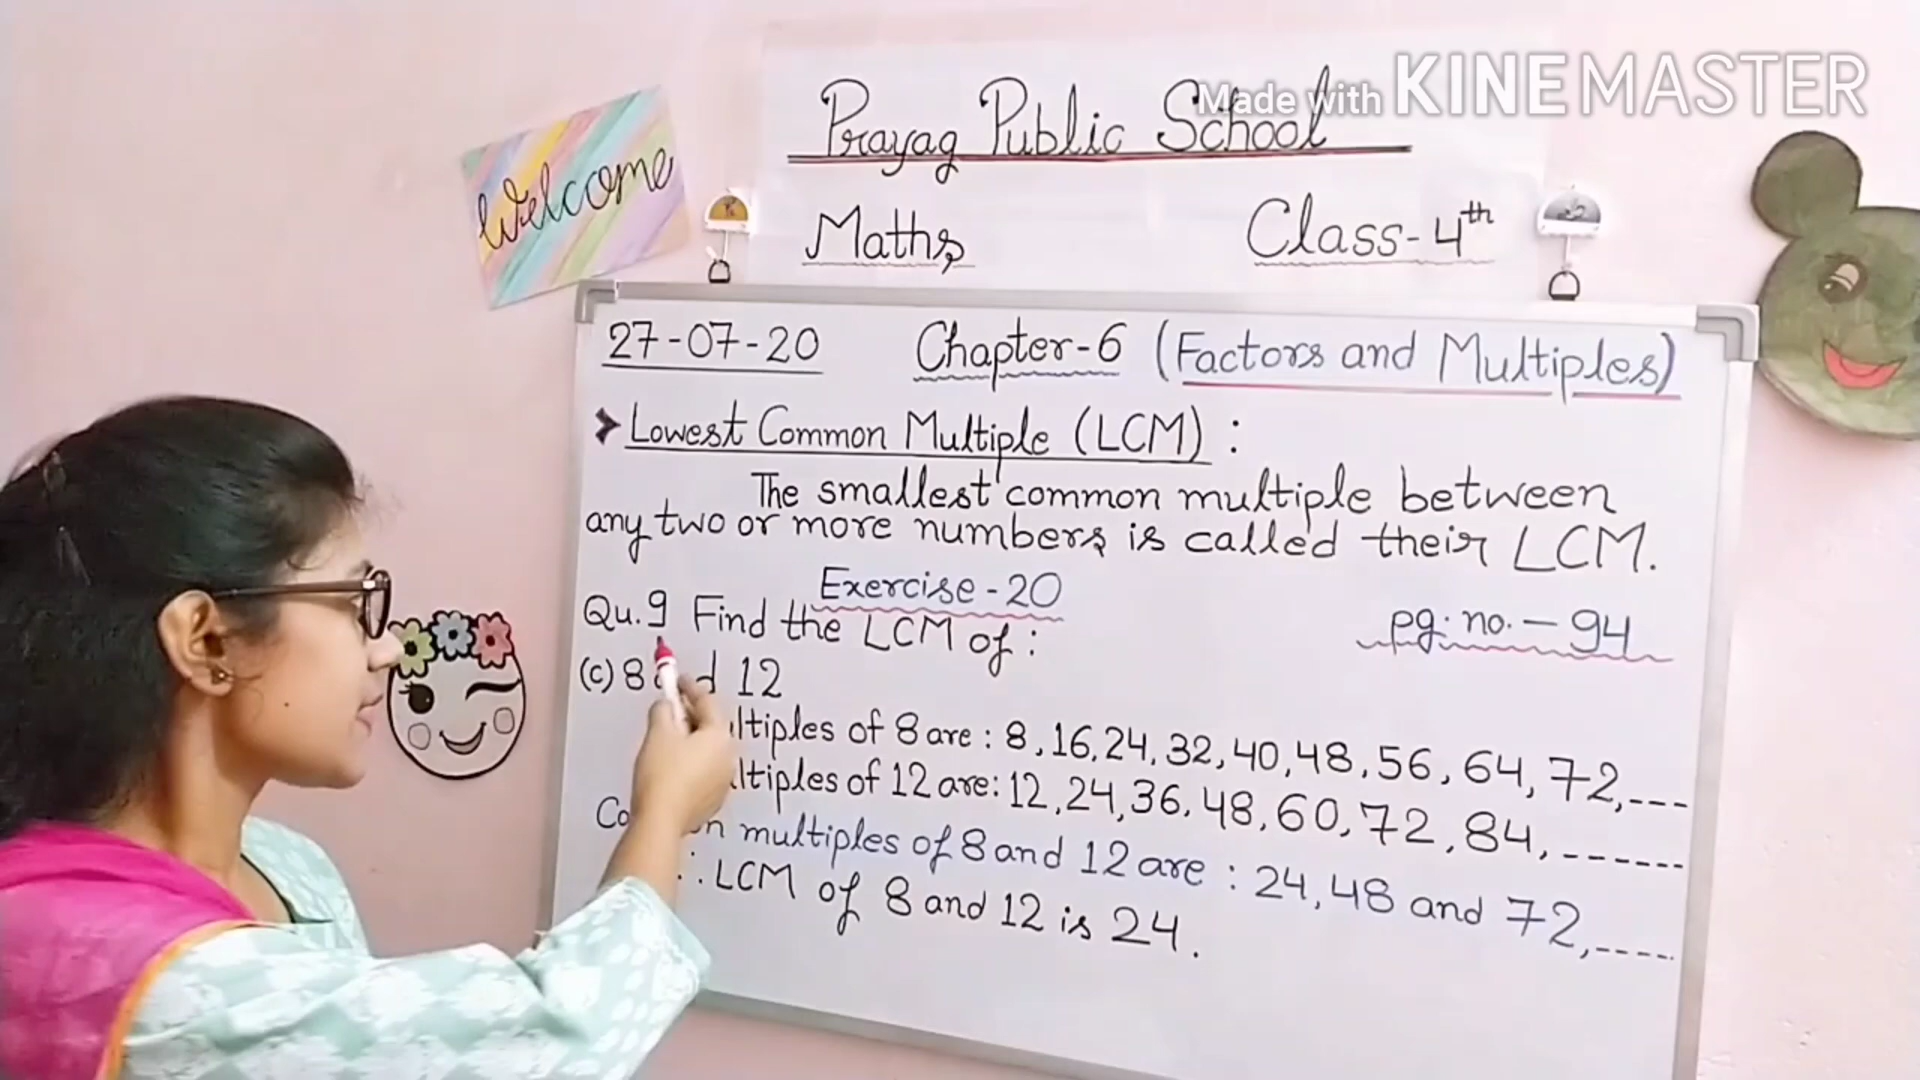 Made with KINEMASTER
Prayag Public School
Welcome
Maths
Class-4th
27-07-20 Chapter-6 (Factors and Multiples)
➤ Lowest Common Multiple (LCM) :
The smallest common multiple between
any two or more numbers is called their LCM.
Exercise-20
pg. no. - 94
Qu.9 Find the LCM of :
(c) 8 12
of 8 are : 8, 16, 24, 32, 40, 48, 56, 64, 72, ---
of 12 are: 12, 24, 36, 48, 60, 72, 84, ------
multiples of 8 and 12 are : 24, 48 and 72, ----
∴ LCM of 8 and 12 is 24.